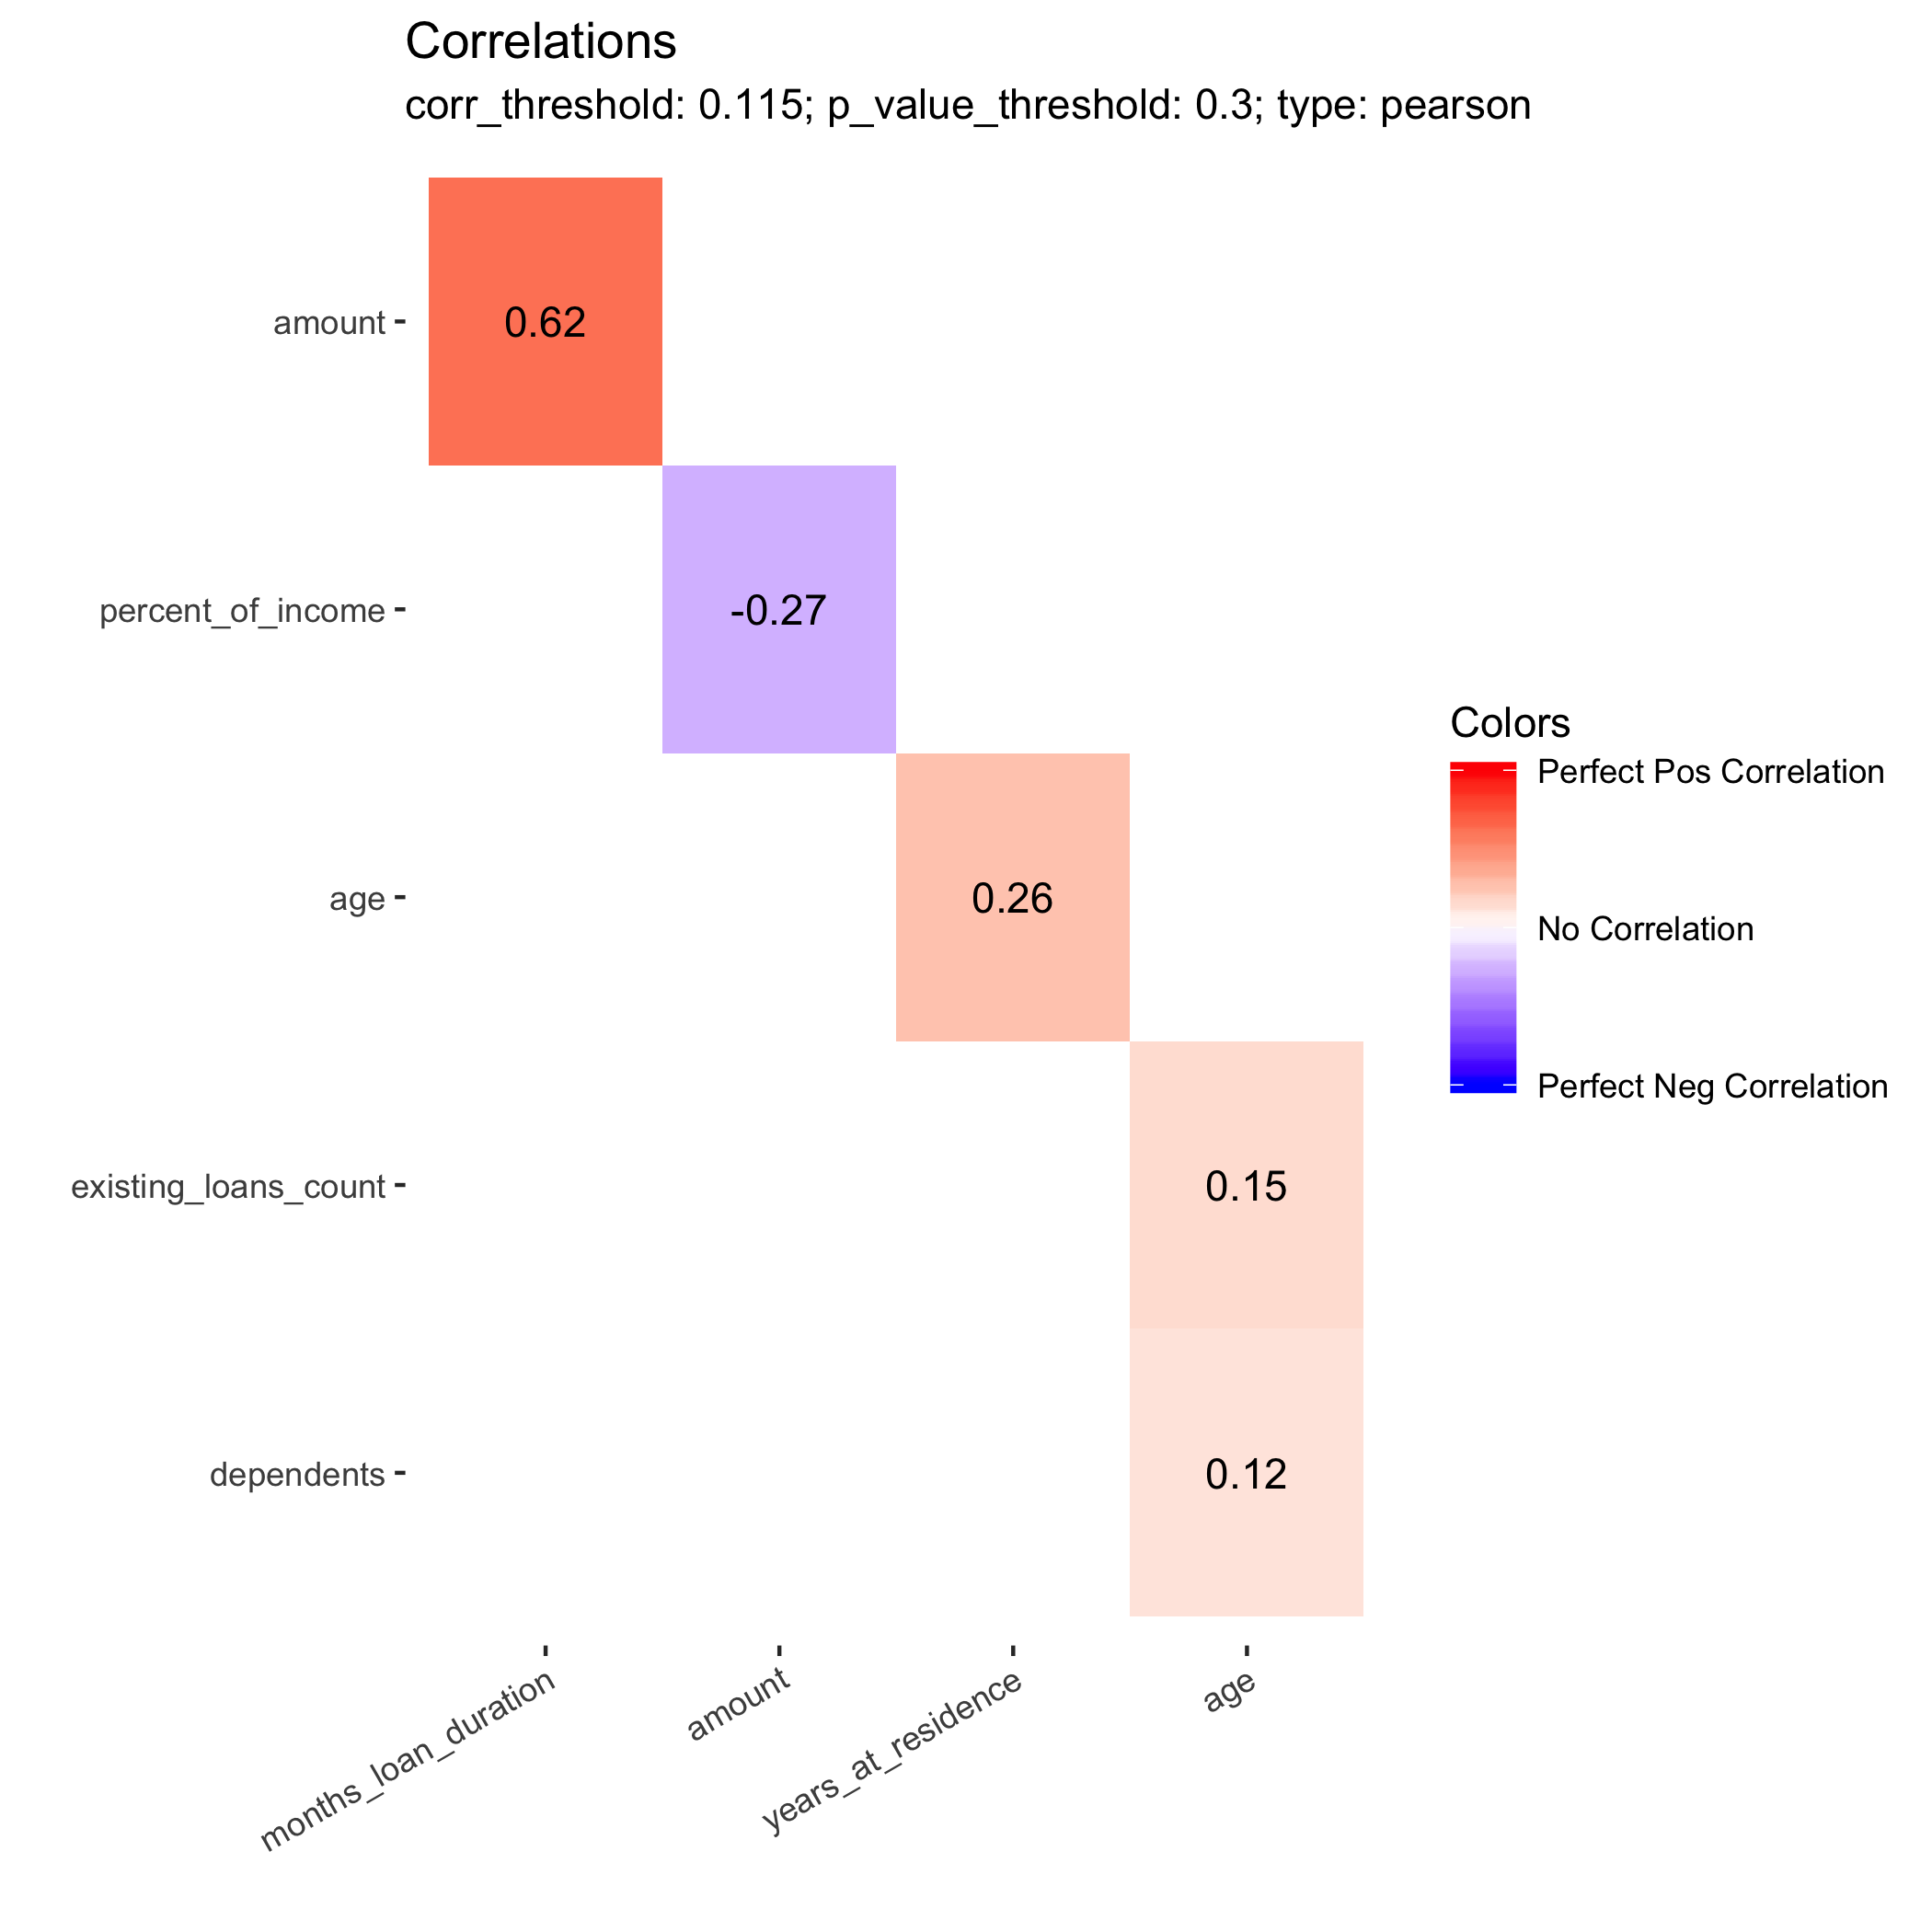 Correlations
corr_threshold: 0.115; p_value_threshold: 0.3; type: pearson
amount
0.62
percent_of_income
-0.27
age
0.26
existing_loans_count
0.15
dependents
0.12
months_loan_duration
amount
years_at_residence
age
Colors
Perfect Pos Correlation
No Correlation
Perfect Neg Correlation